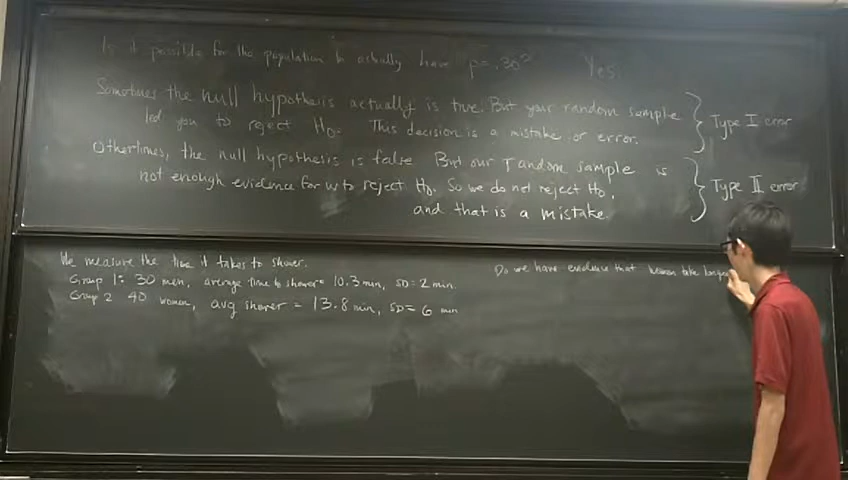 Is it possible for the population to actually have p=.30? Yes.
Sometimes the null hypothesis actually is true. But your random sample
led you to reject H0. This decision is a mistake or error. } Type I error
Othertimes, the null hypothesis is false But our random sample is
not enough evidence for us to reject H0. So we do not reject H0, } Type II error
and that is a mistake.
We measure the time it takes to shower.
Group 1: 30 men, average time to shower = 10.3 min, SD = 2 min.
Group 2 40 women, avg shower = 13.8 min, SD = 6 min
Do we have evidence that women take longer